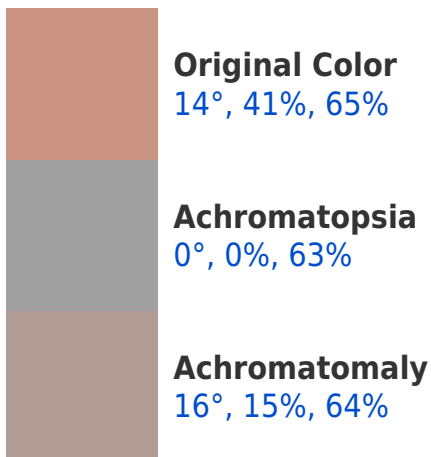 Original Color
14°, 41%, 65%
Achromatopsia
0°, 0%, 63%
Achromatomaly
16°, 15%, 64%